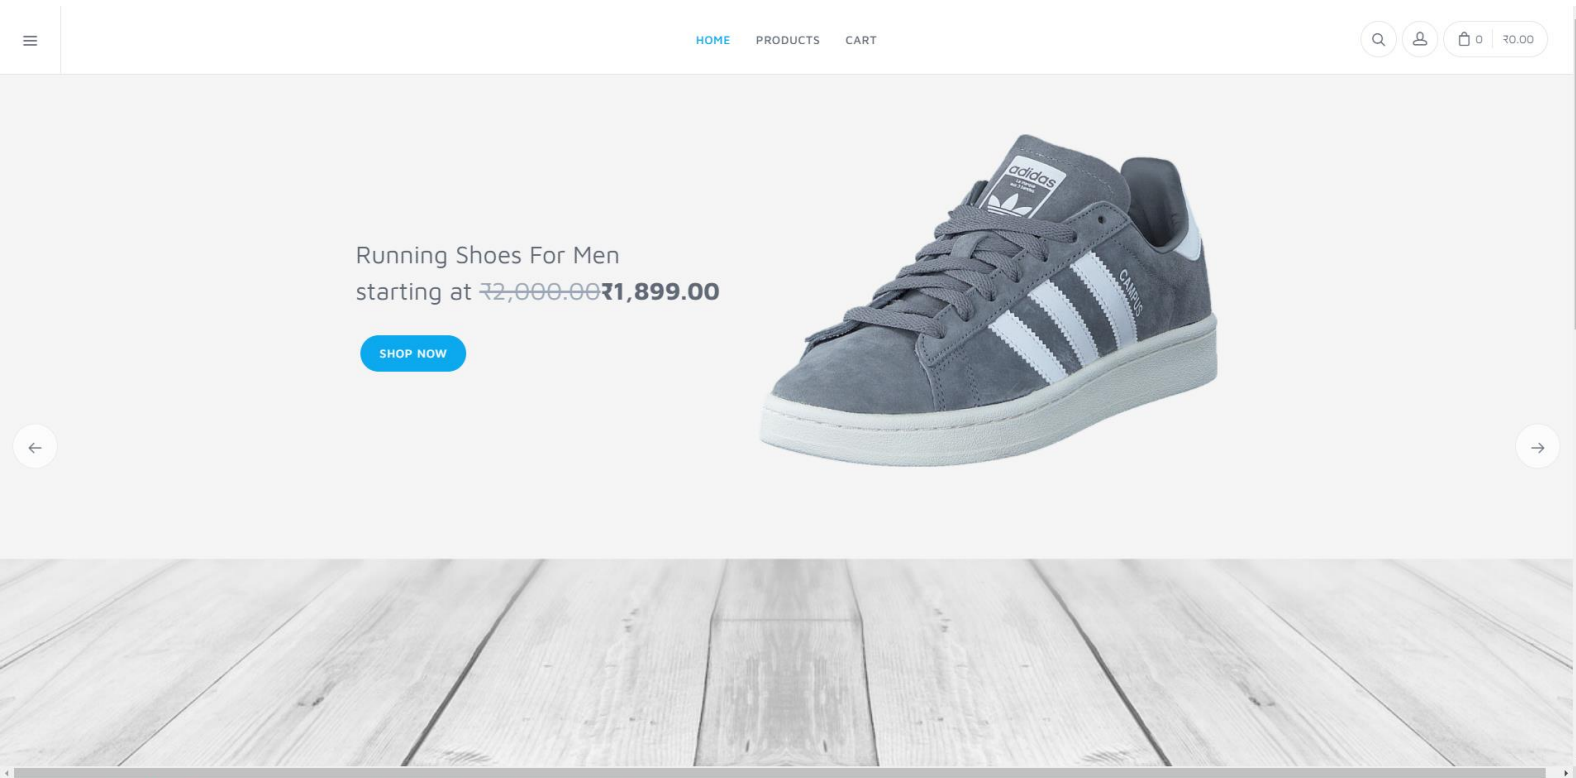 HOME PRODUCTS CART
0 ₹0.00
adidas
CAMPUS
Running Shoes For Men
starting at ₹2,000.00₹1,899.00
SHOP NOW